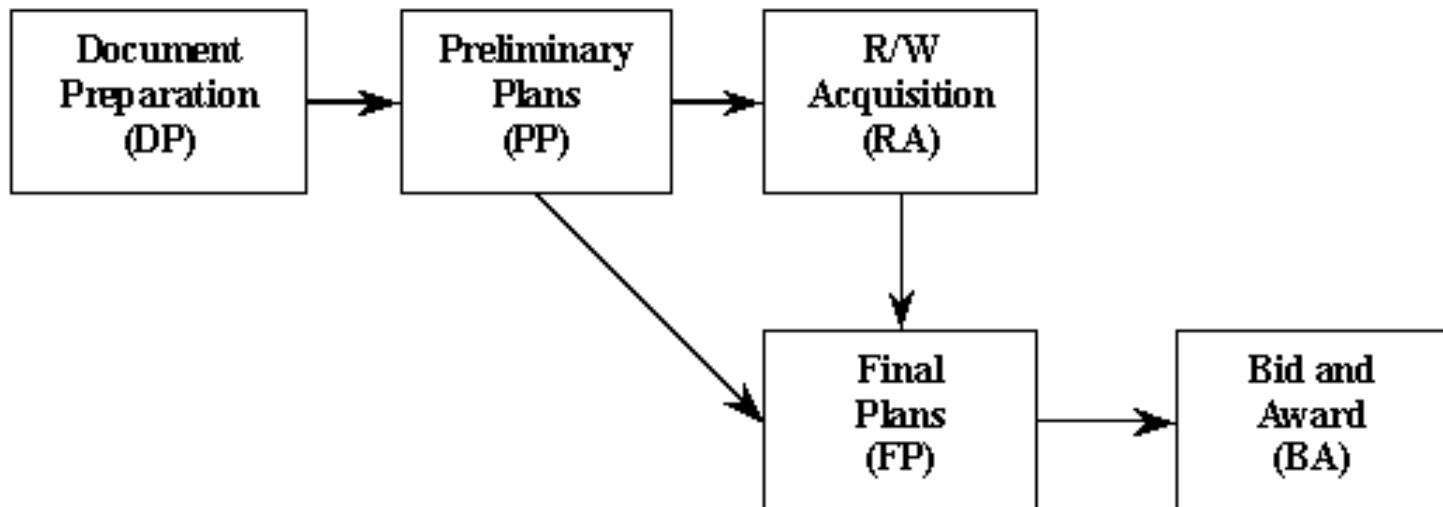 Document
Preparation
(DP)
Preliminary
Plans
(PP)
R/W
Acquisition
(RA)
Final
Plans
(FP)
Bid and
Award
(BA)